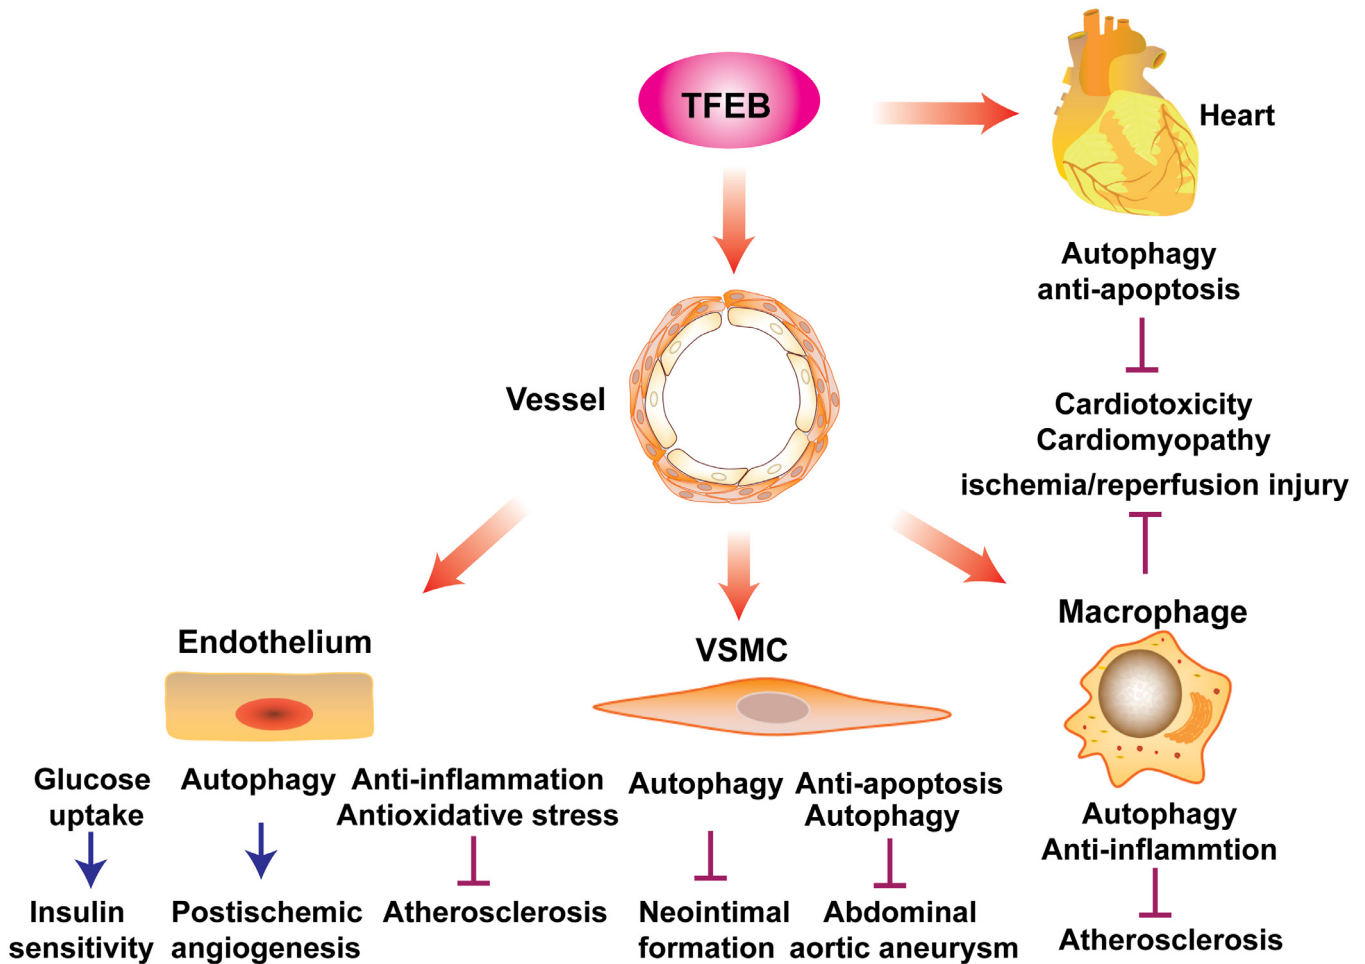 TFEB
Heart
Autophagy
anti-apoptosis
Vessel
Cardiotoxicity
Cardiomyopathy
ischemia/reperfusion injury
Endothelium
VSMC
Macrophage
Glucose
uptake
Autophagy
Anti-inflammation
Antioxidative stress
Autophagy
Anti-apoptosis
Autophagy
Autophagy
Anti-inflammtion
Insulin
sensitivity
Postischemic
angiogenesis
Atherosclerosis
Neointimal
formation
Abdominal
aortic aneurysm
Atherosclerosis